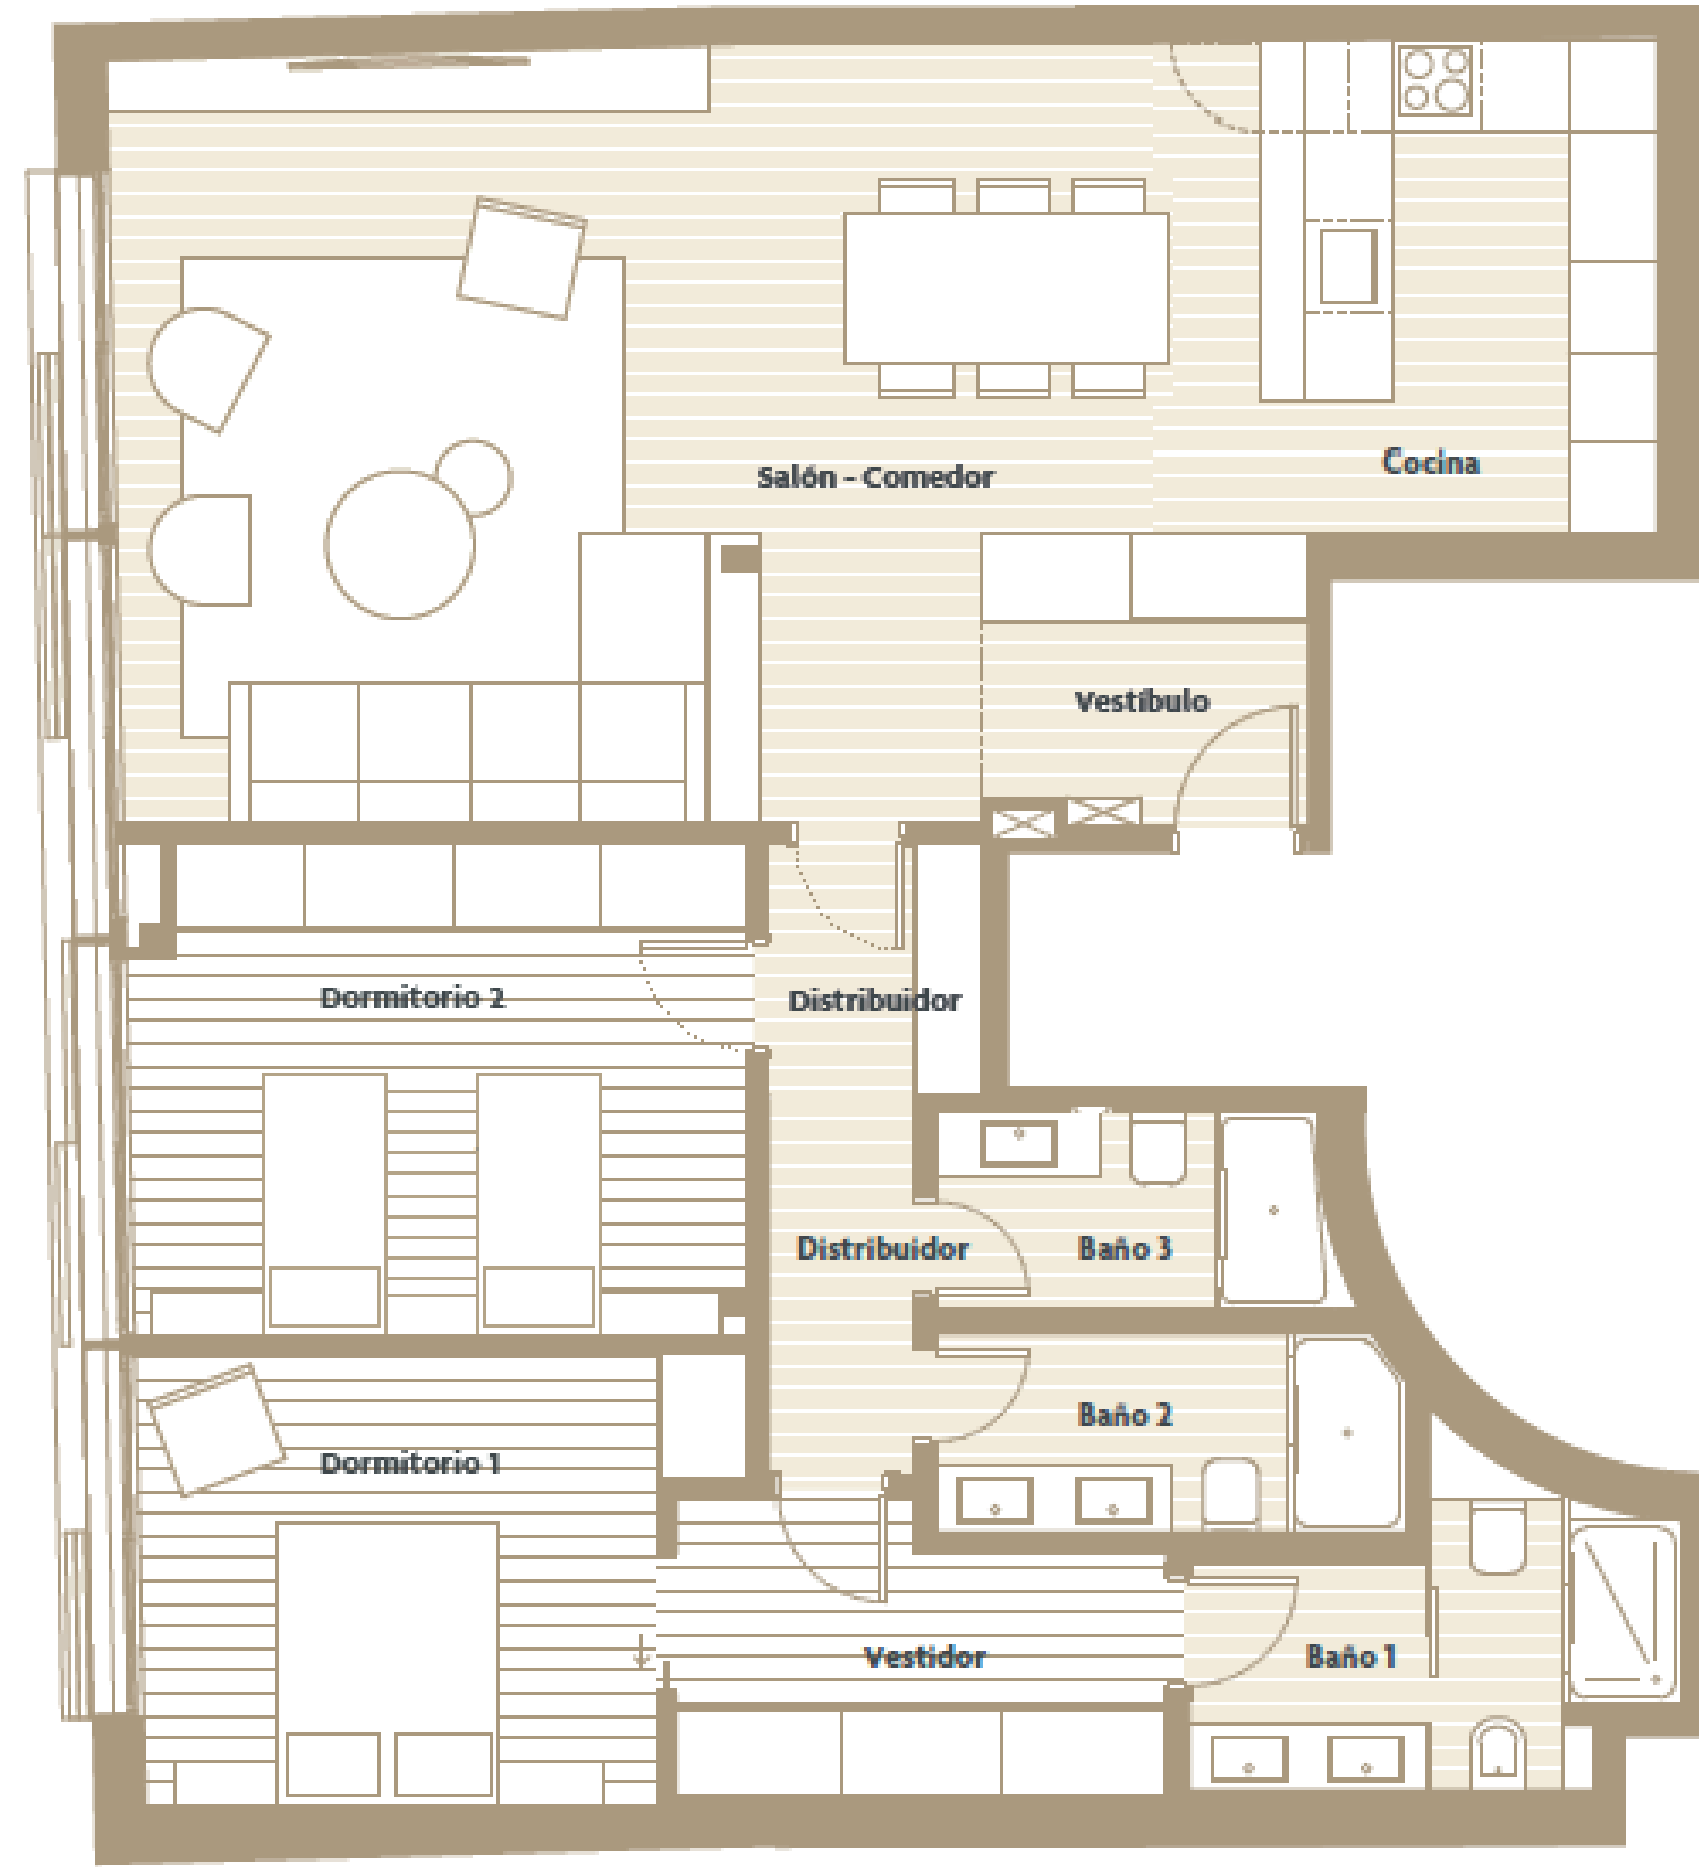 Cocina
Salón - Comedor
Vestíbulo
Dormitorio 2
Distribuidor
Distribuidor
Baño 3
Baño 2
Dormitorio 1
Vestidor
Baño 1